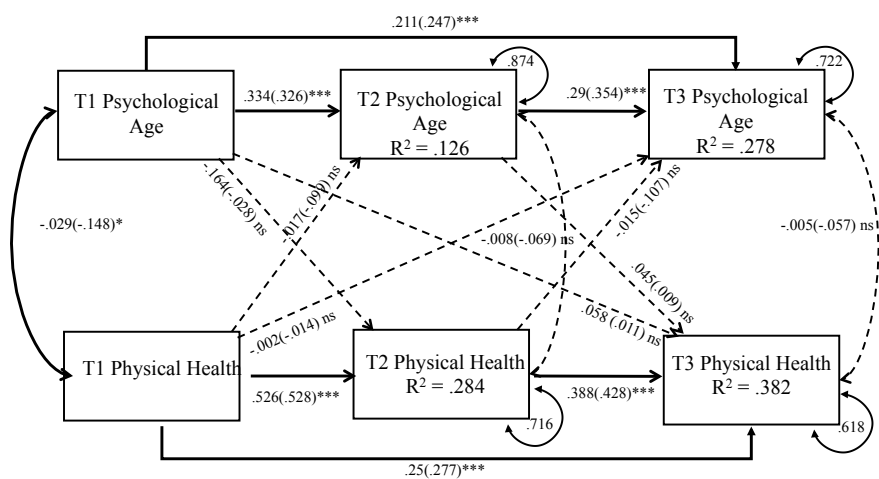 .211(.247)***
.874
.722
T1 Psychological
Age
.334(.326)***
T2 Psychological
Age
R² = .126
.29(.354)***
T3 Psychological
Age
R² = .278
-.164(-.028) ns
-.017(-.099) ns
-.029(-.148)*
-.008(-.069) ns
-.015(-.107) ns
-.005(-.057) ns
.045(.009) ns
.058 (.011) ns
-.002(-.014) ns
T1 Physical Health
.526(.528)***
T2 Physical Health
R² = .284
.388(.428)***
T3 Physical Health
R² = .382
.716
.618
.25(.277)***